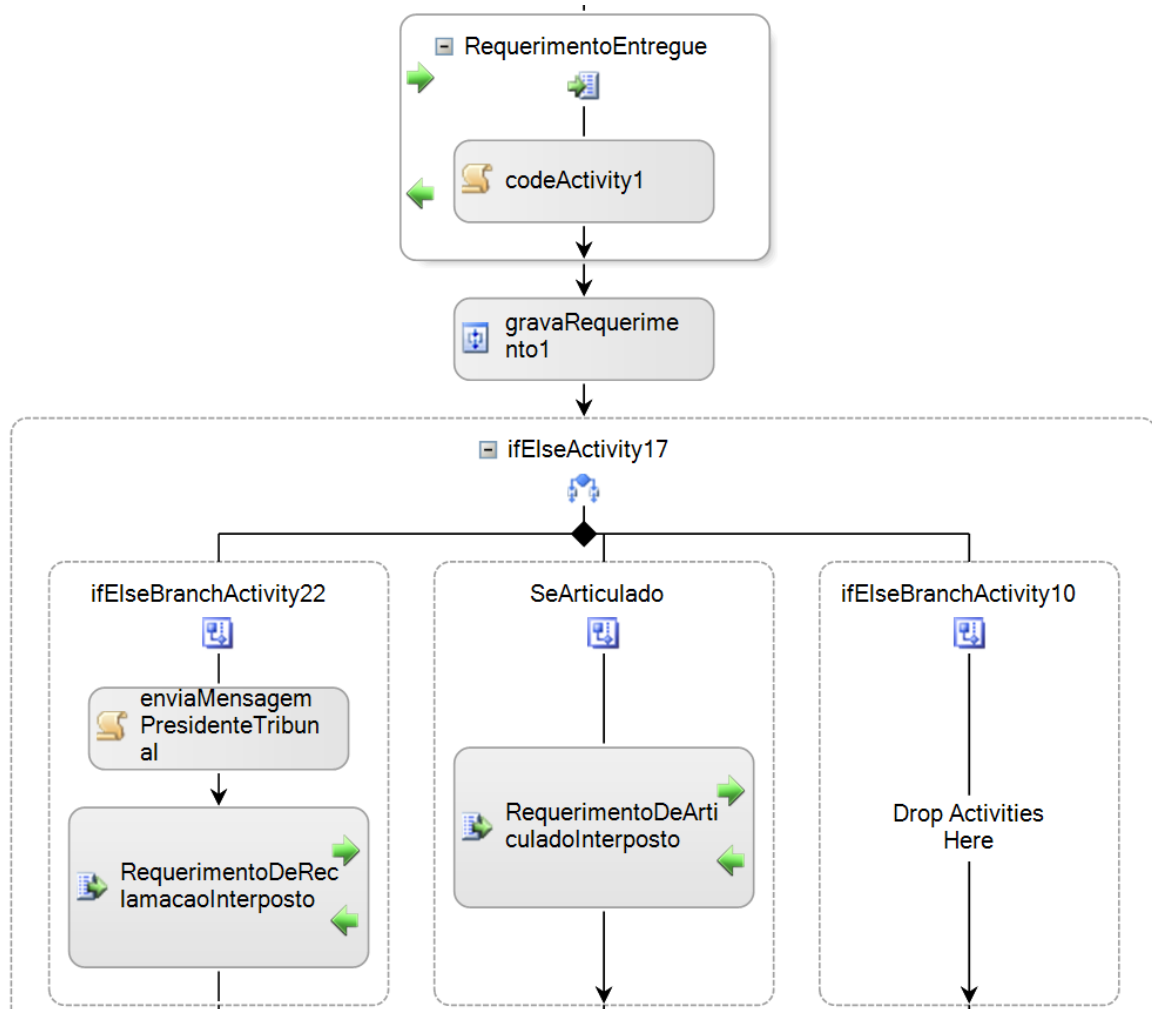 RequerimentoEntregue
codeActivity1
gravaRequerime
nto1
ifElseActivity17
ifElseBranchActivity22
SeArticulado
ifElseBranchActivity10
enviaMensagem
PresidenteTribun
al
RequerimentoDeRec
lamacaoInterposto
RequerimentoDeArti
culadoInterposto
Drop Activities
Here